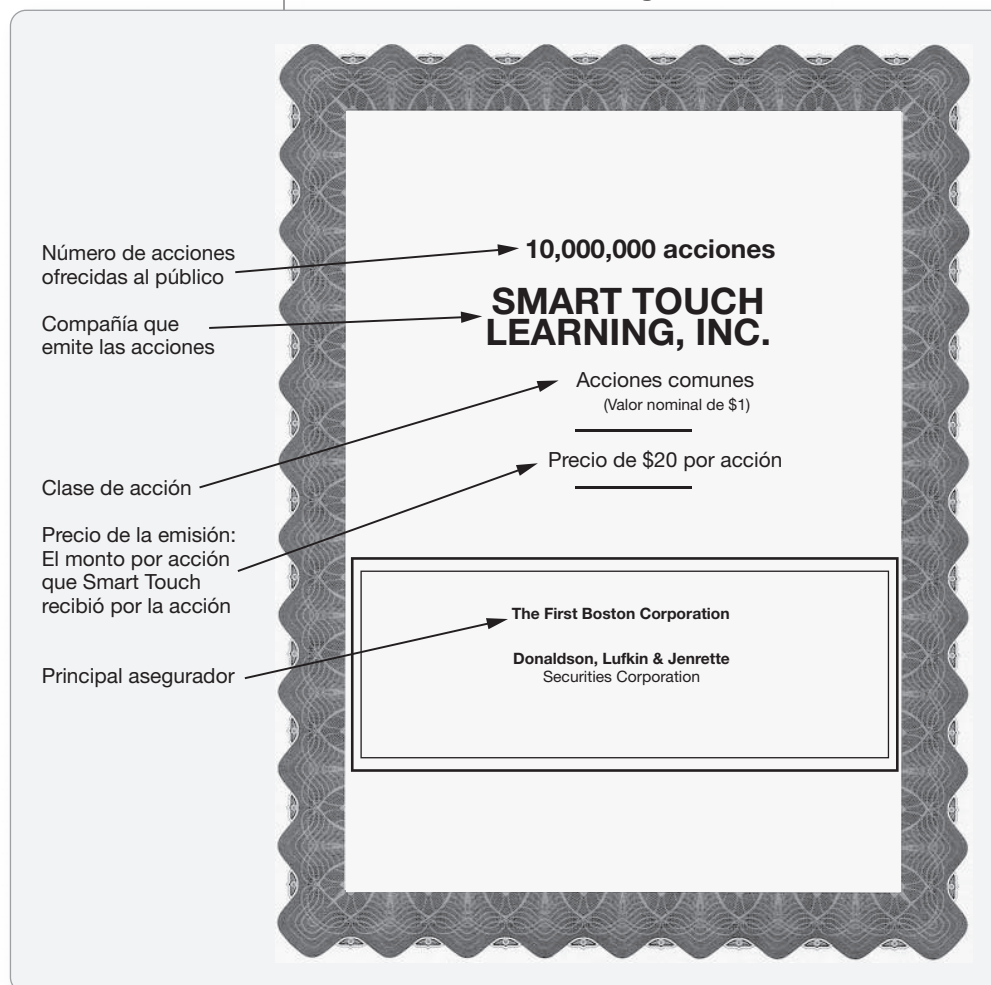 Número de acciones
ofrecidas al público
Compañía que
emite las acciones
Clase de acción
Precio de la emisión:
El monto por acción
que Smart Touch
recibió por la acción
Principal asegurador
10,000,000 acciones
SMART TOUCH
LEARNING, INC.
Acciones comunes
(Valor nominal de $1)
Precio de $20 por acción
The First Boston Corporation
Donaldson, Lufkin & Jenrette
Securities Corporation